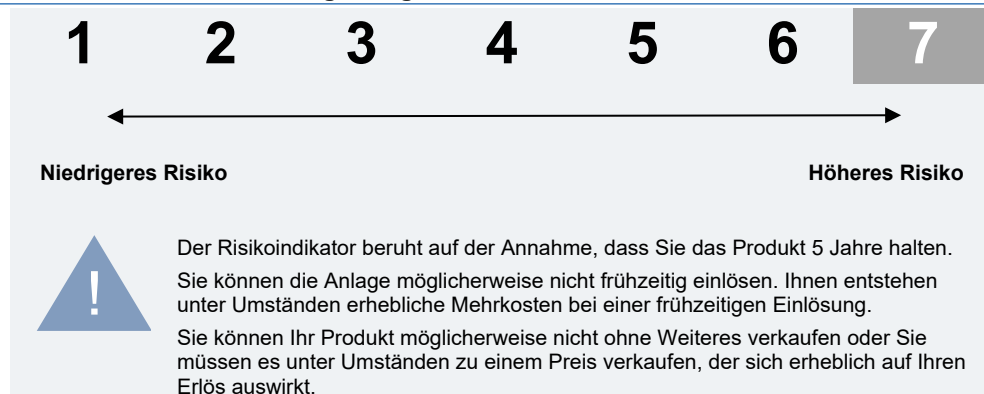 1 2 3 4 5 6 7
Niedrigeres Risiko Höheres Risiko
!
Der Risikoindikator beruht auf der Annahme, dass Sie das Produkt 5 Jahre halten.
Sie können die Anlage möglicherweise nicht frühzeitig einlösen. Ihnen entstehen
unter Umständen erhebliche Mehrkosten bei einer frühzeitigen Einlösung.
Sie können Ihr Produkt möglicherweise nicht ohne Weiteres verkaufen oder Sie
müssen es unter Umständen zu einem Preis verkaufen, der sich erheblich auf Ihren
Erlös auswirkt.